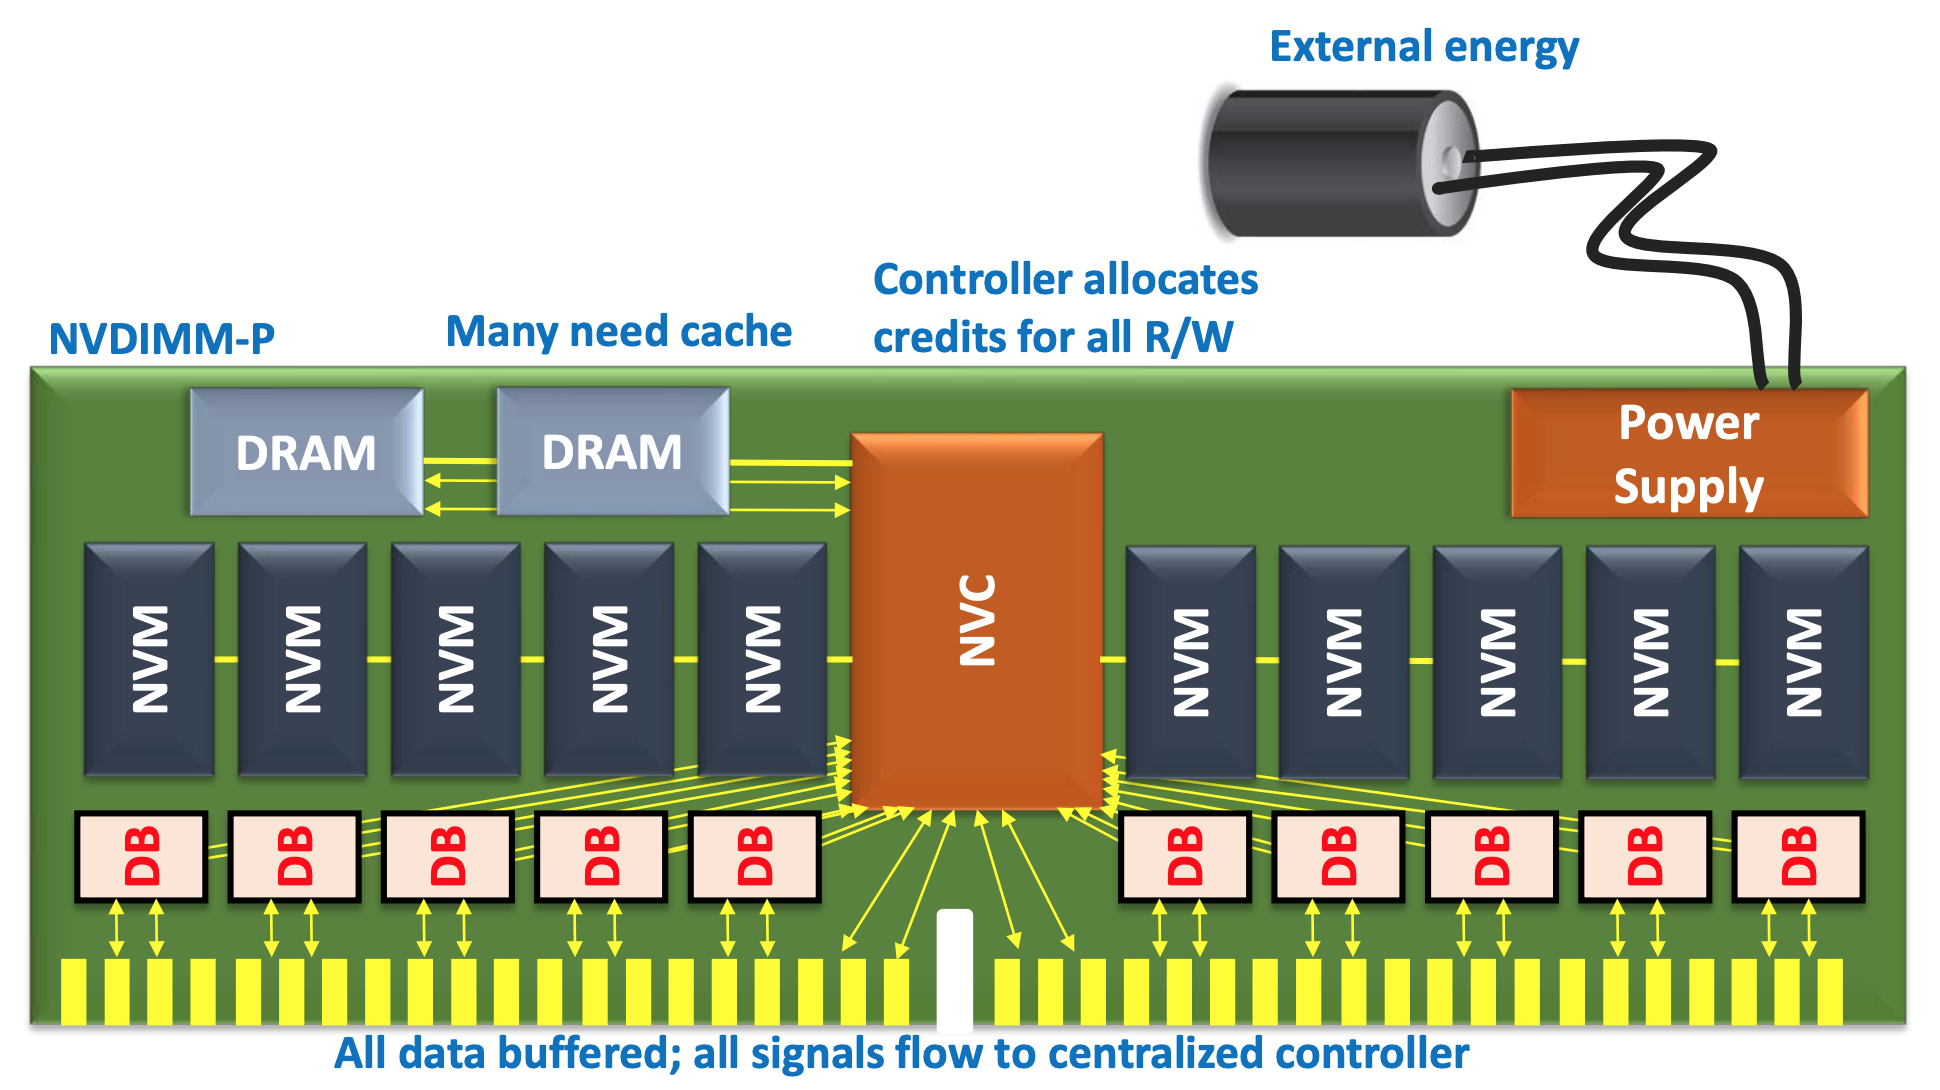 External energy
Controller allocates
credits for all R/W
NVDIMM-P
Many need cache
DRAM
DRAM
Power
Supply
NVC
NVM
NVM
NVM
NVM
NVM
NVM
NVM
NVM
NVM
NVM
DB
DB
DB
DB
DB
DB
DB
DB
DB
DB
All data buffered; all signals flow to centralized controller